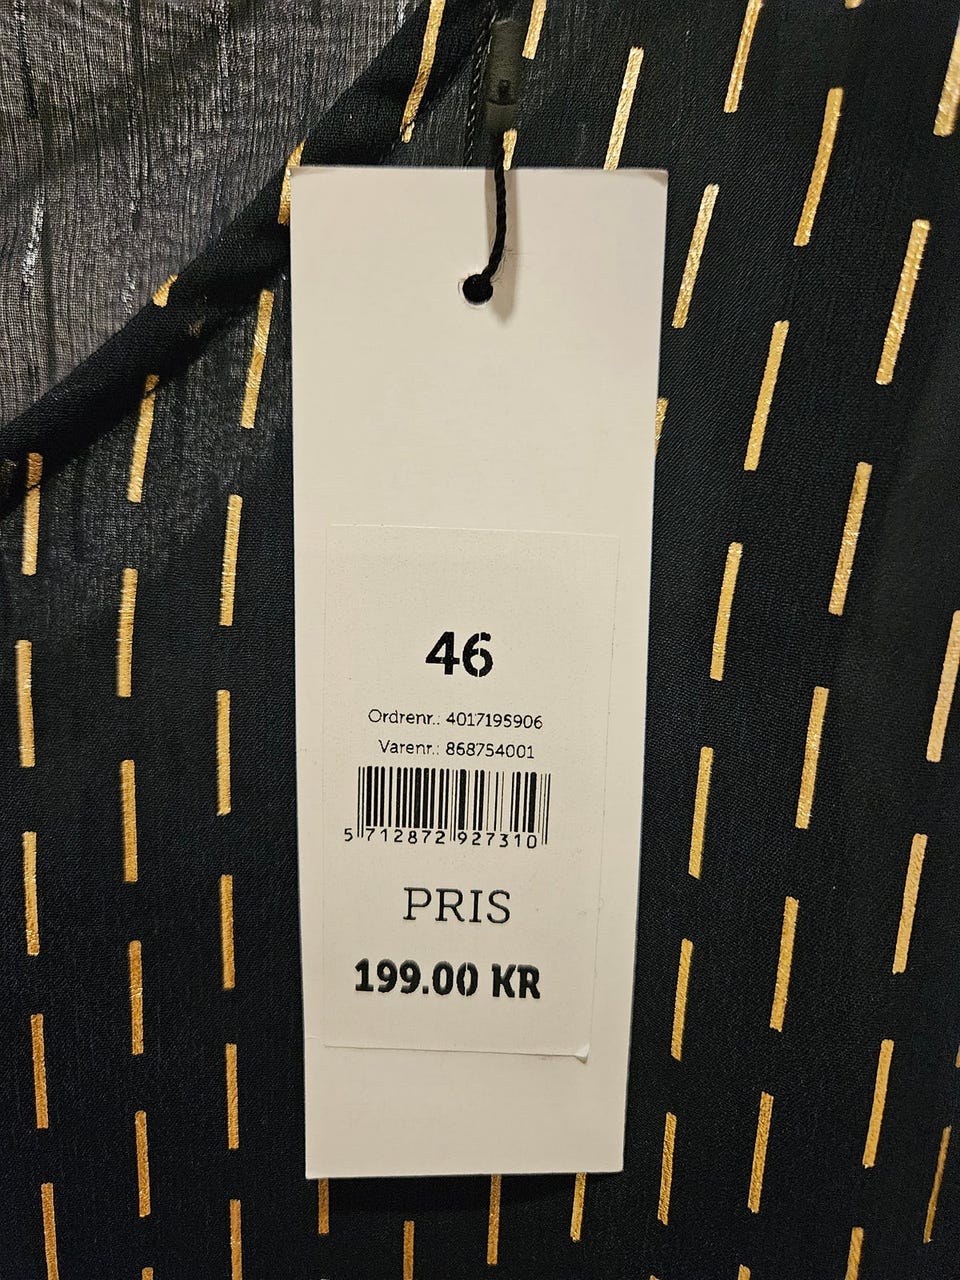 46
Ordrenr.: 4017195906
Varenr.: 868754001
5 712872 927310
PRIS
199.00 KR